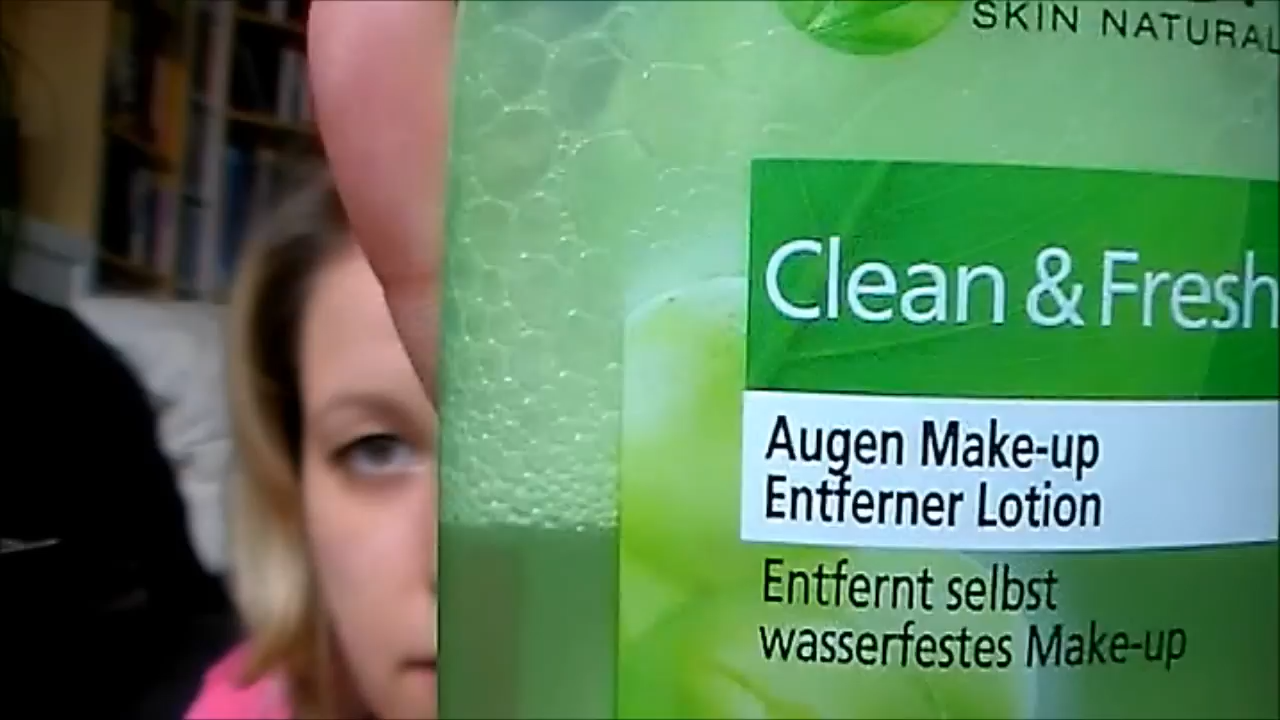 SKIN NATURAL
Clean & Fresh
Augen Make-up
Entferner Lotion
Entfernt selbst
wasserfestes Make-up